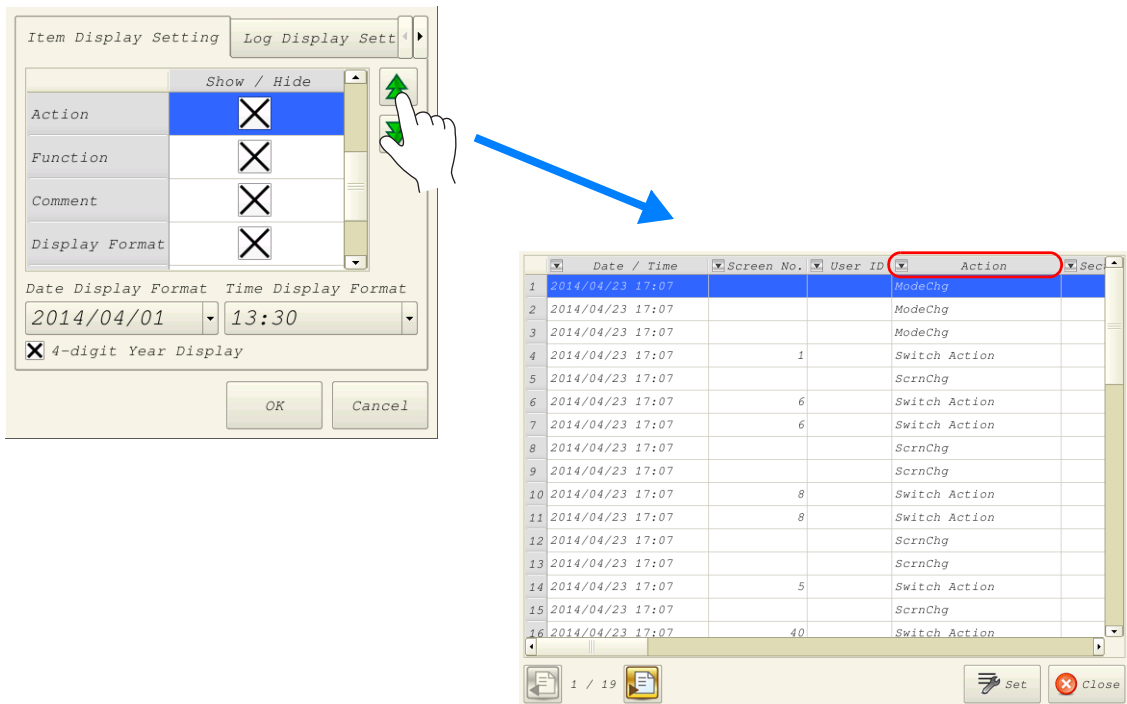 Item Display Setting
Log Display Sett
Show / Hide
Action
Function
Comment
Display Format
Date Display Format Time Display Format
2014/04/01 13:30
4-digit Year Display
OK Cancel
Date / Time Screen No. User ID Action Sec
1 2014/04/23 17:07 ModeChg
2 2014/04/23 17:07 ModeChg
3 2014/04/23 17:07 ModeChg
4 2014/04/23 17:07 1 Switch Action
5 2014/04/23 17:07 ScrnChg
6 2014/04/23 17:07 6 Switch Action
7 2014/04/23 17:07 6 Switch Action
8 2014/04/23 17:07 ScrnChg
9 2014/04/23 17:07 ScrnChg
10 2014/04/23 17:07 8 Switch Action
11 2014/04/23 17:07 8 Switch Action
12 2014/04/23 17:07 ScrnChg
13 2014/04/23 17:07 ScrnChg
14 2014/04/23 17:07 5 Switch Action
15 2014/04/23 17:07 ScrnChg
16 2014/04/23 17:07 40 Switch Action
1 / 19 Set Close